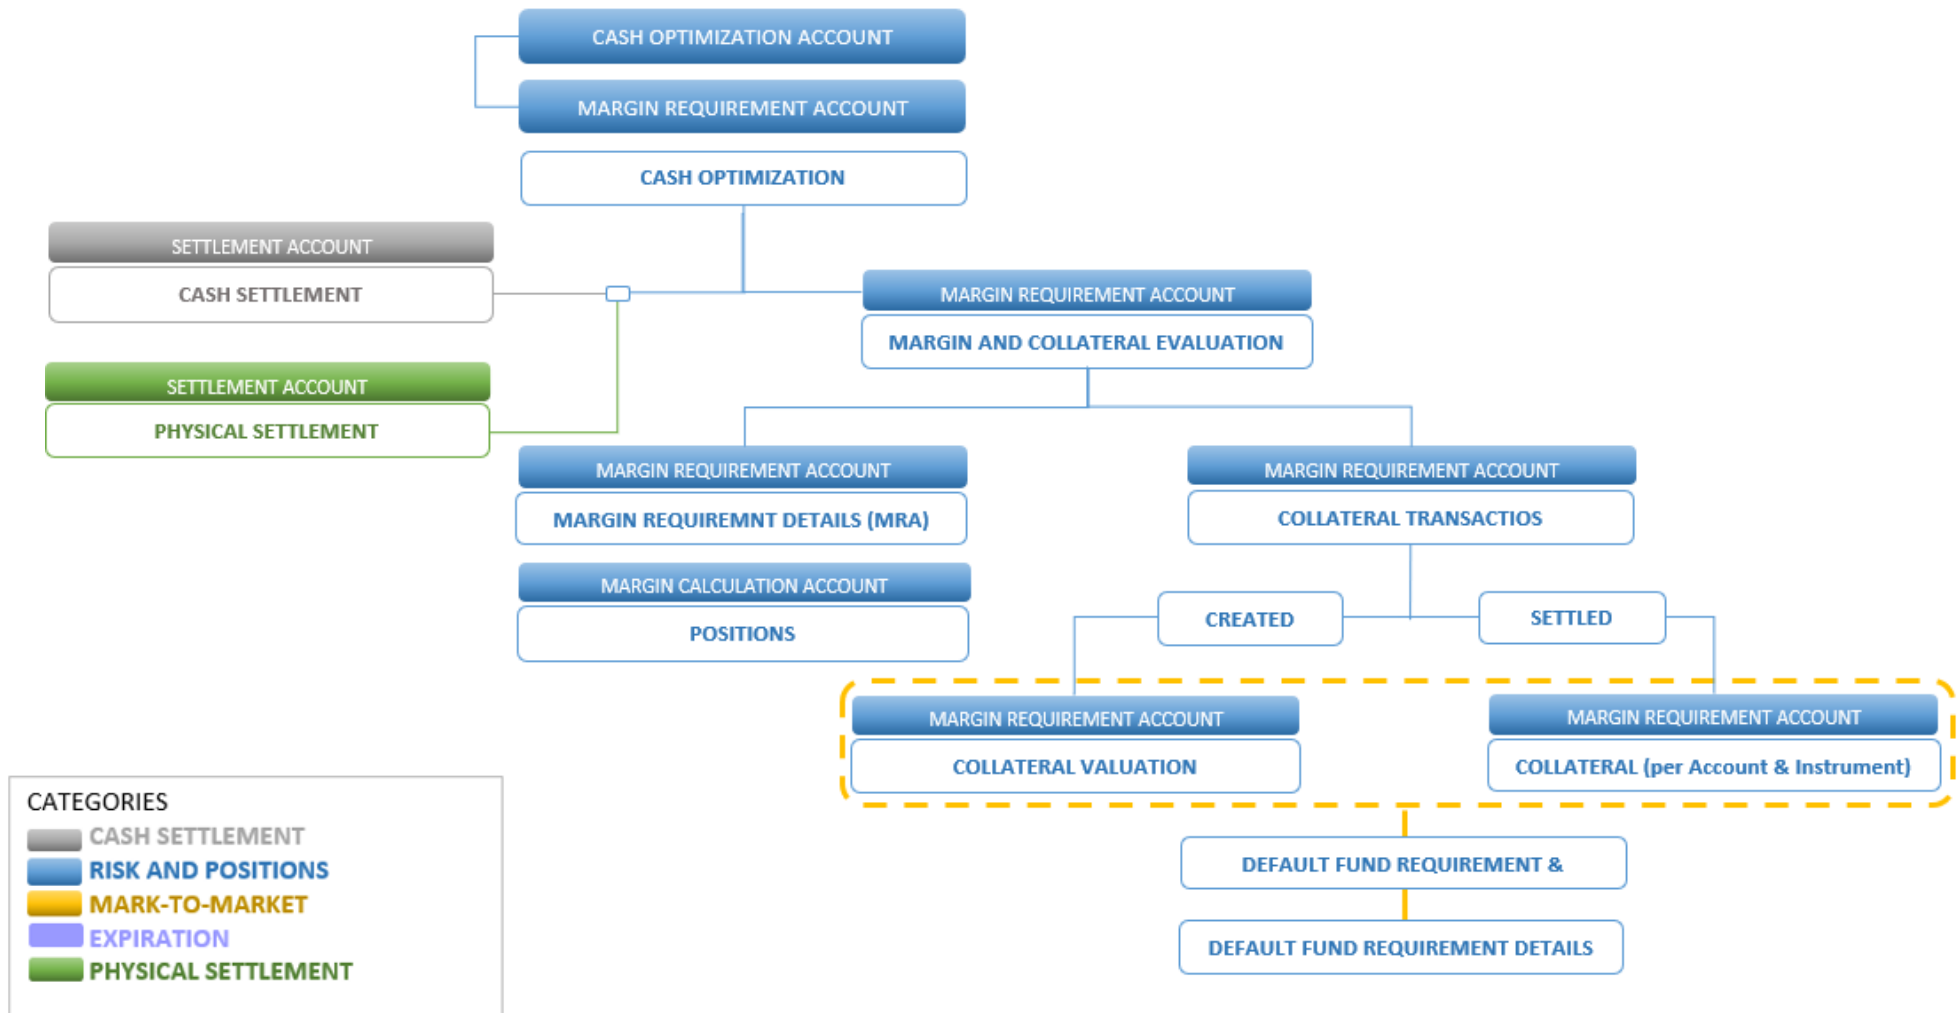 CASH OPTIMIZATION ACCOUNT
MARGIN REQUIREMENT ACCOUNT
CASH OPTIMIZATION
SETTLEMENT ACCOUNT
CASH SETTLEMENT
MARGIN REQUIREMENT ACCOUNT
MARGIN AND COLLATERAL EVALUATION
SETTLEMENT ACCOUNT
PHYSICAL SETTLEMENT
MARGIN REQUIREMENT ACCOUNT
MARGIN REQUIREMNT DETAILS (MRA)
MARGIN REQUIREMENT ACCOUNT
COLLATERAL TRANSACTIOS
MARGIN CALCULATION ACCOUNT
POSITIONS
CREATED
SETTLED
MARGIN REQUIREMENT ACCOUNT
COLLATERAL VALUATION
MARGIN REQUIREMENT ACCOUNT
COLLATERAL (per Account & Instrument)
DEFAULT FUND REQUIREMENT &
DEFAULT FUND REQUIREMENT DETAILS
CATEGORIES
CASH SETTLEMENT
RISK AND POSITIONS
MARK-TO-MARKET
EXPIRATION
PHYSICAL SETTLEMENT